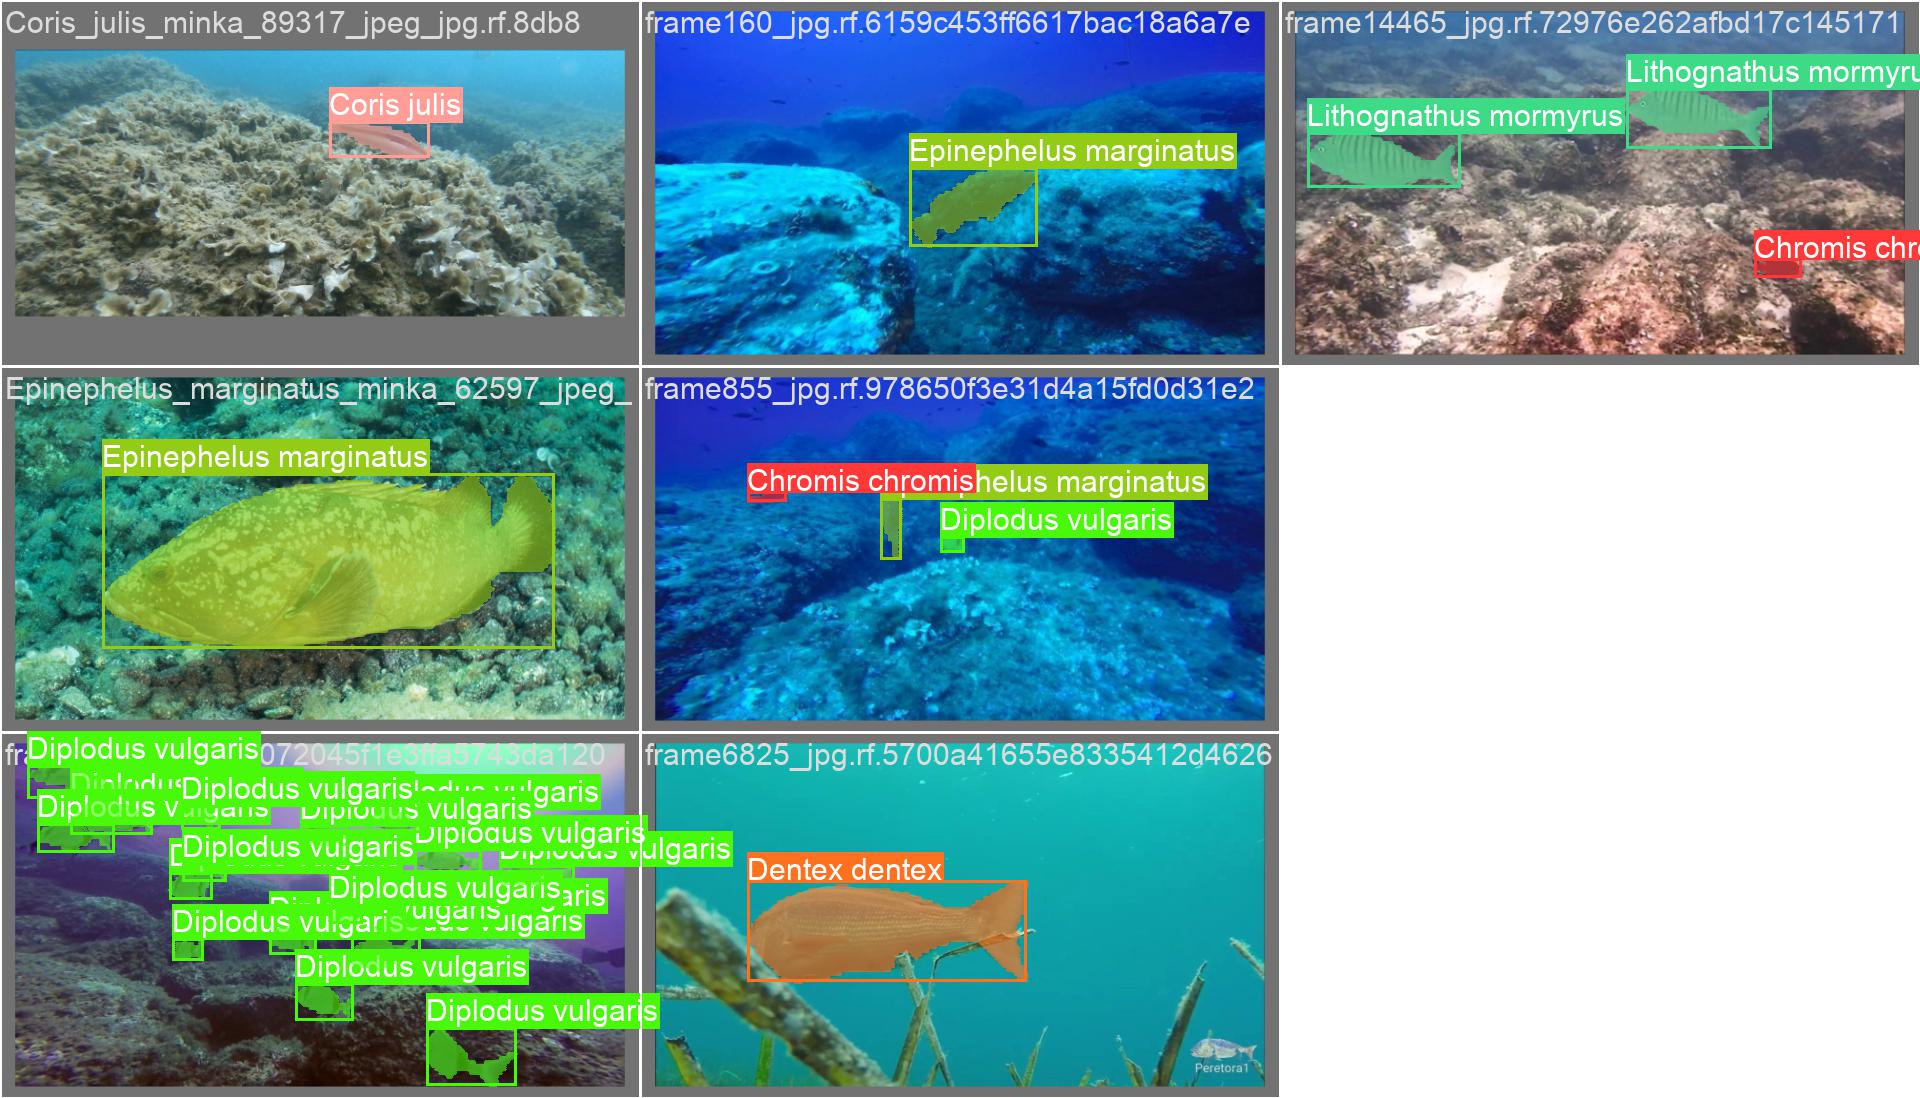 Coris_julis_minka_89317_jpeg_jpg.rf.8db8
Coris julis
frame160_jpg.rf.6159c453ff6617bac18a6a7e
Epinephelus marginatus
frame14465_jpg.rf.72976e262afbd17c145171
Lithognathus mormyru
Lithognathus mormyrus
Chromis chr
Epinephelus_marginatus_minka_62597_jpeg_
Epinephelus marginatus
frame855_jpg.rf.978650f3e31d4a15fd0d31e2
Chromis chromis
helus marginatus
Diplodus vulgaris
Diplodus vulgaris
072045f1e3ffa5743da120
Diplodus vulgaris
Diplodus vulgaris
Diplodus vulgaris
Diplodus vulgaris
Diplodus vulgaris
Diplodus vulgaris
Diplodus vulgaris
Diplodus vulgaris
Diplodus vulgaris
Diplodus vulgaris
frame6825_jpg.rf.5700a41655e8335412d4626
Dentex dentex
Peretora1